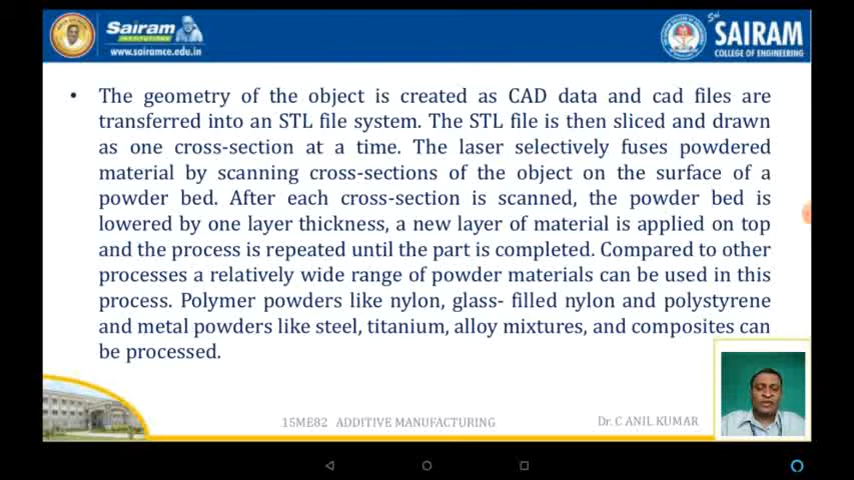 Sairam
INSTITUTIONS
www.sairamce.edu.in
SAIRAM
COLLEGE OF ENGINEERING
• The geometry of the object is created as CAD data and cad files are
transferred into an STL file system. The STL file is then sliced and drawn
as one cross-section at a time. The laser selectively fuses powdered
material by scanning cross-sections of the object on the surface of a
powder bed. After each cross-section is scanned, the powder bed is
lowered by one layer thickness, a new layer of material is applied on top
and the process is repeated until the part is completed. Compared to other
processes a relatively wide range of powder materials can be used in this
process. Polymer powders like nylon, glass- filled nylon and polystyrene
and metal powders like steel, titanium, alloy mixtures, and composites can
be processed.
15ME82 ADDITIVE MANUFACTURING
Dr. C.ANIL.KUMAR